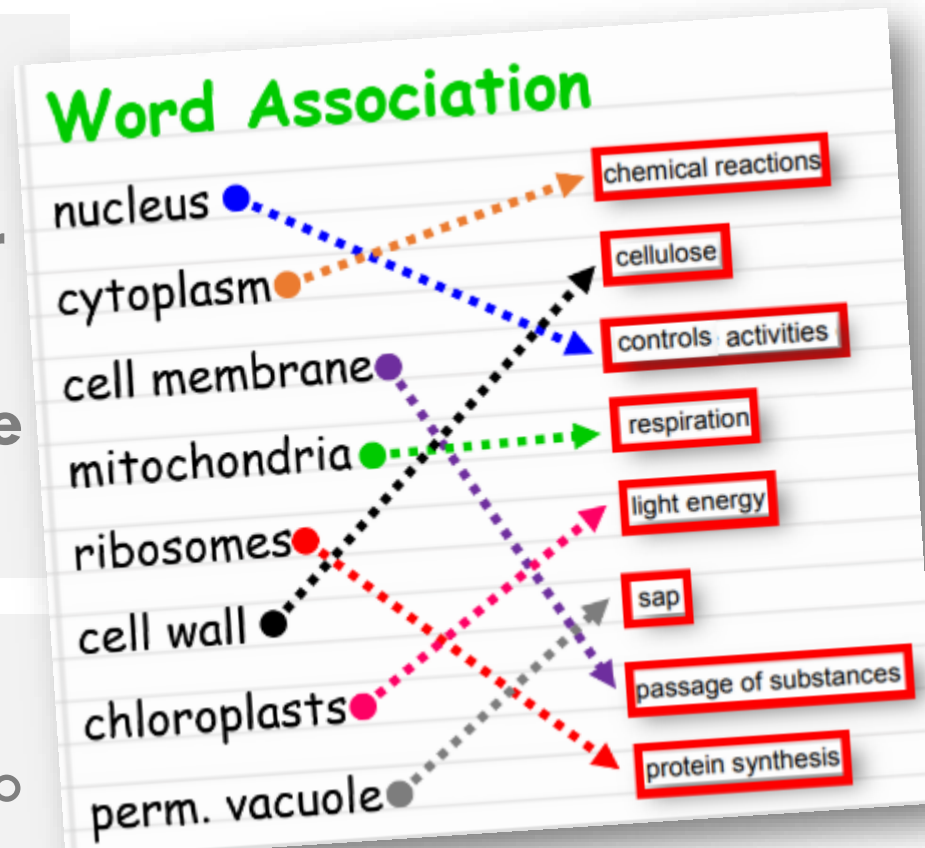 Word Association
nucleus
chemical reactions
cytoplasm
cellulose
cell membrane
controls activities
mitochondria
respiration
ribosomes
light energy
cell wall
sap
chloroplasts
passage of substances
perm. vacuole
protein synthesis